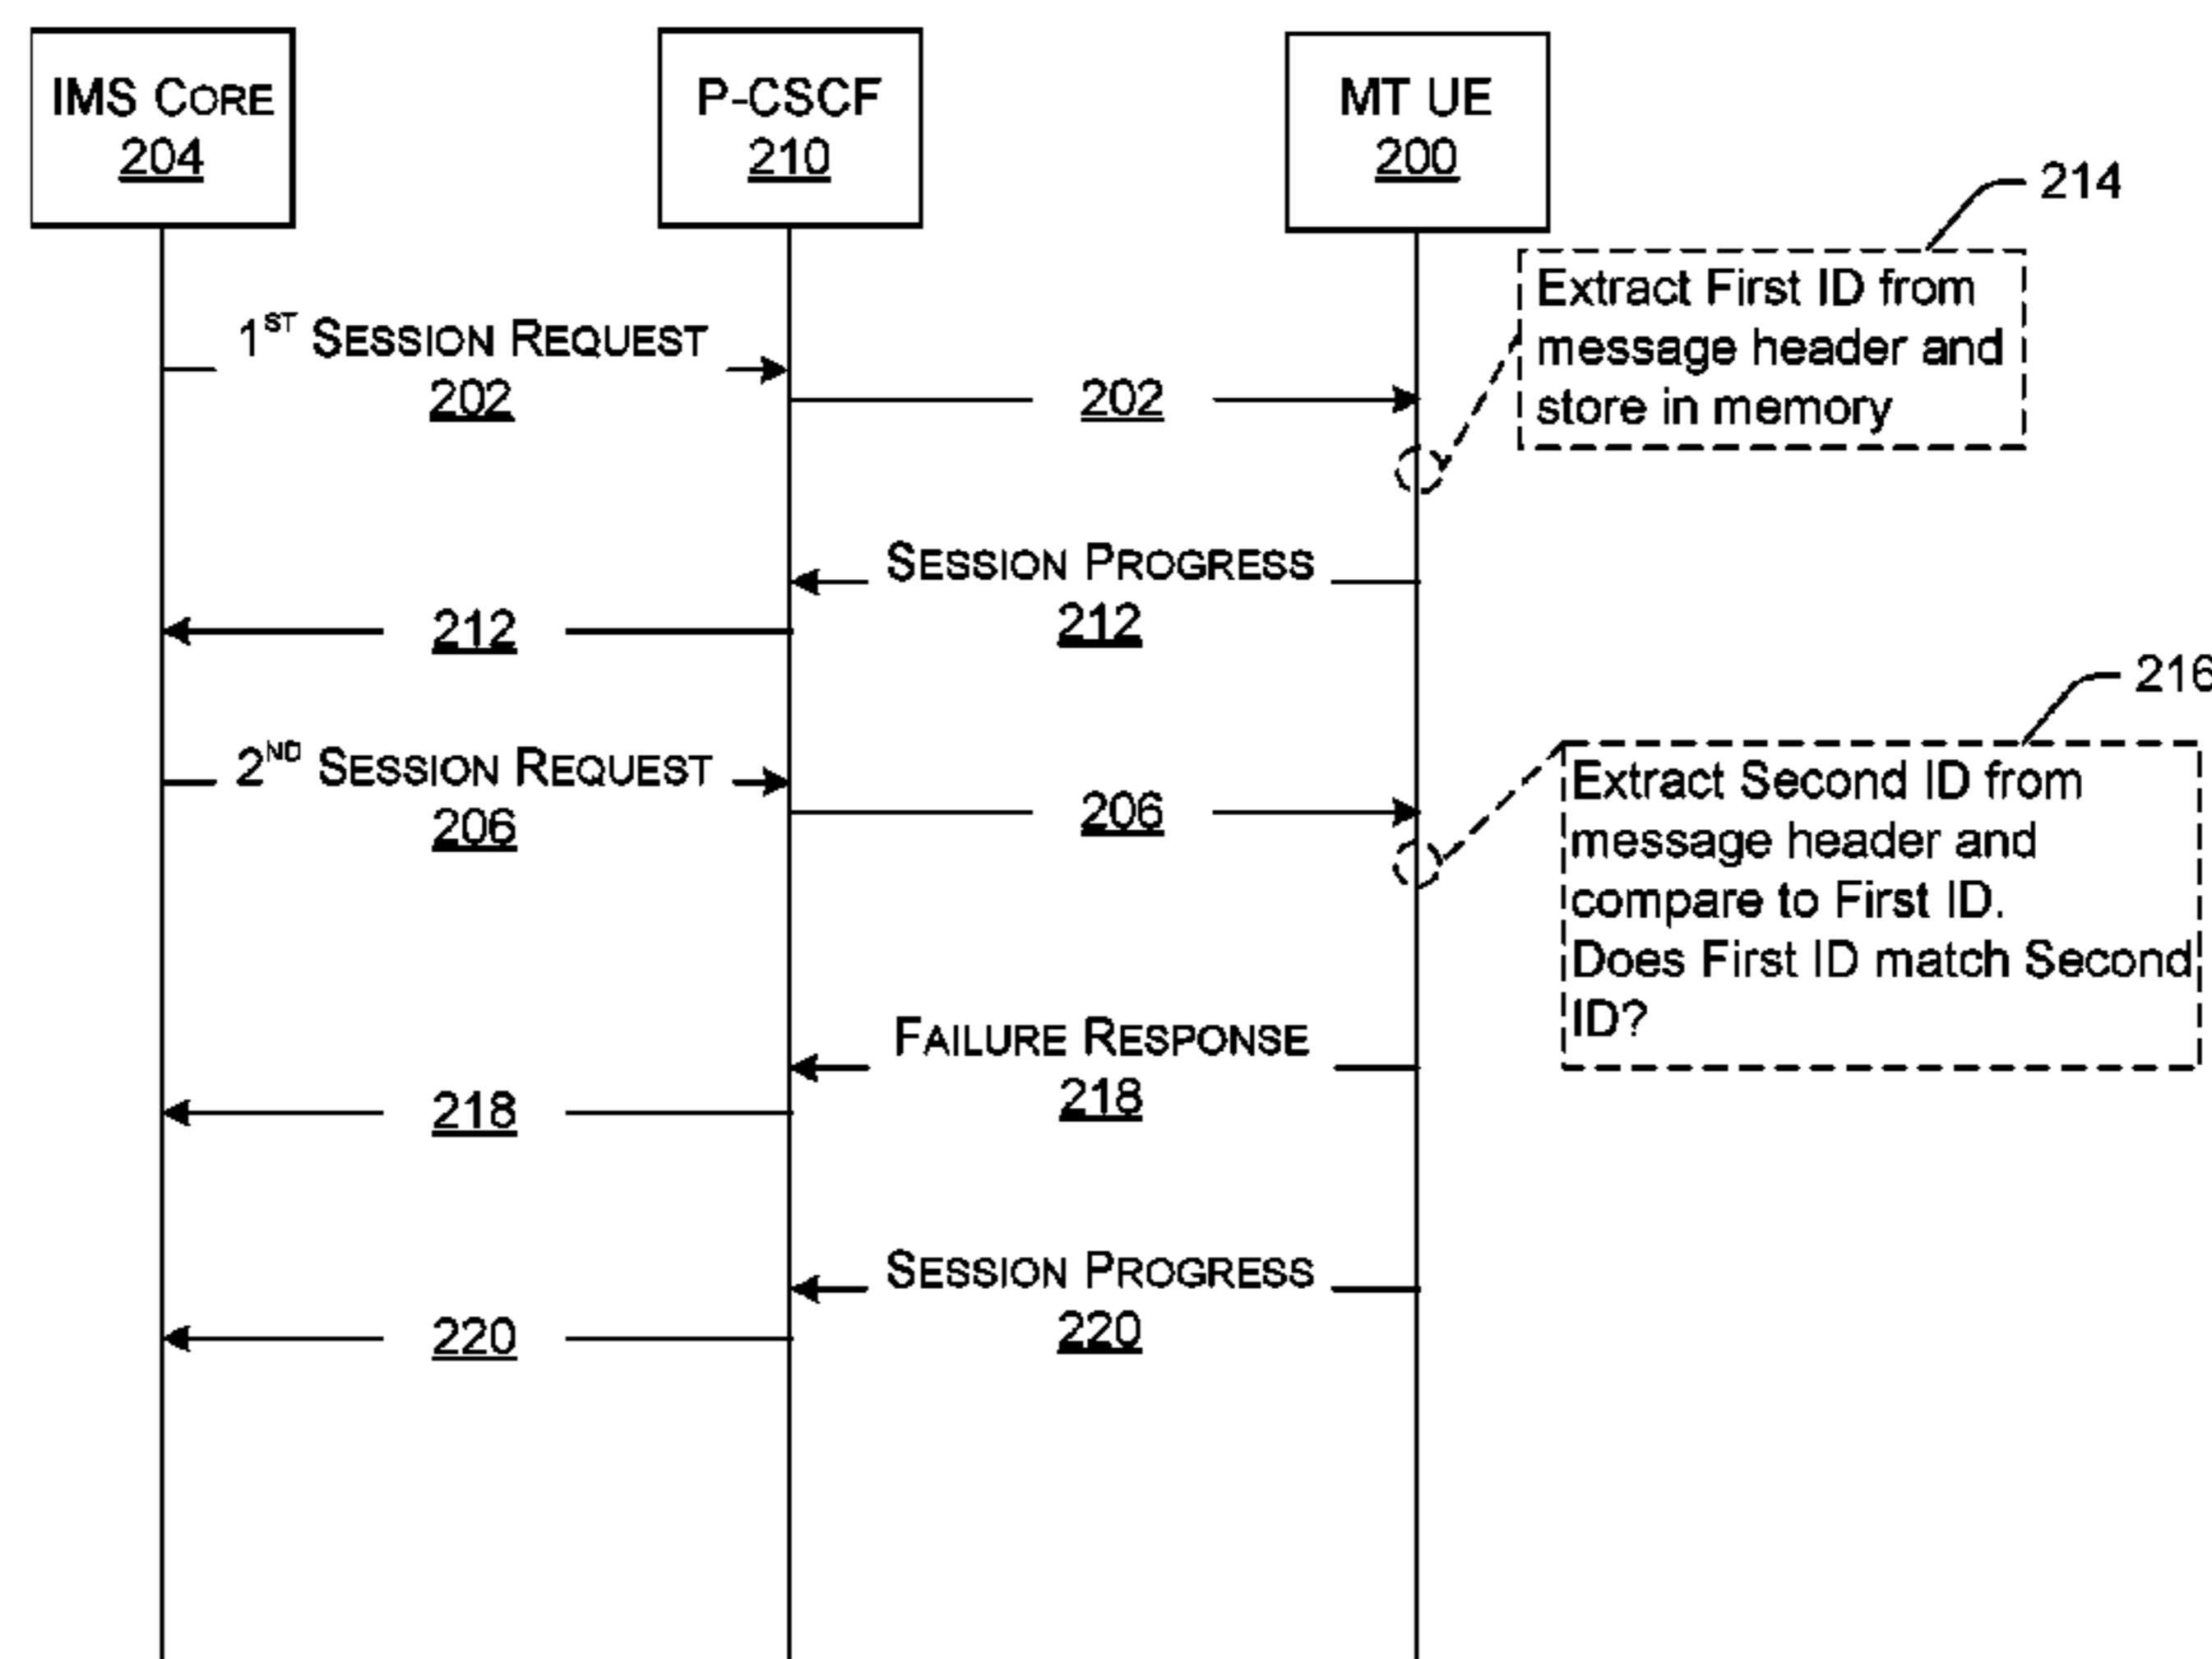 IMS CORE
204
P-CSCF
210
MT UE
200
214
Extract First ID from
message header and
store in memory
1ST SESSION REQUEST
202
202
SESSION PROGRESS
212
212
216
2ND SESSION REQUEST
206
206
Extract Second ID from
message header and
compare to First ID.
Does First ID match Second
ID?
FAILURE RESPONSE
218
218
SESSION PROGRESS
220
220